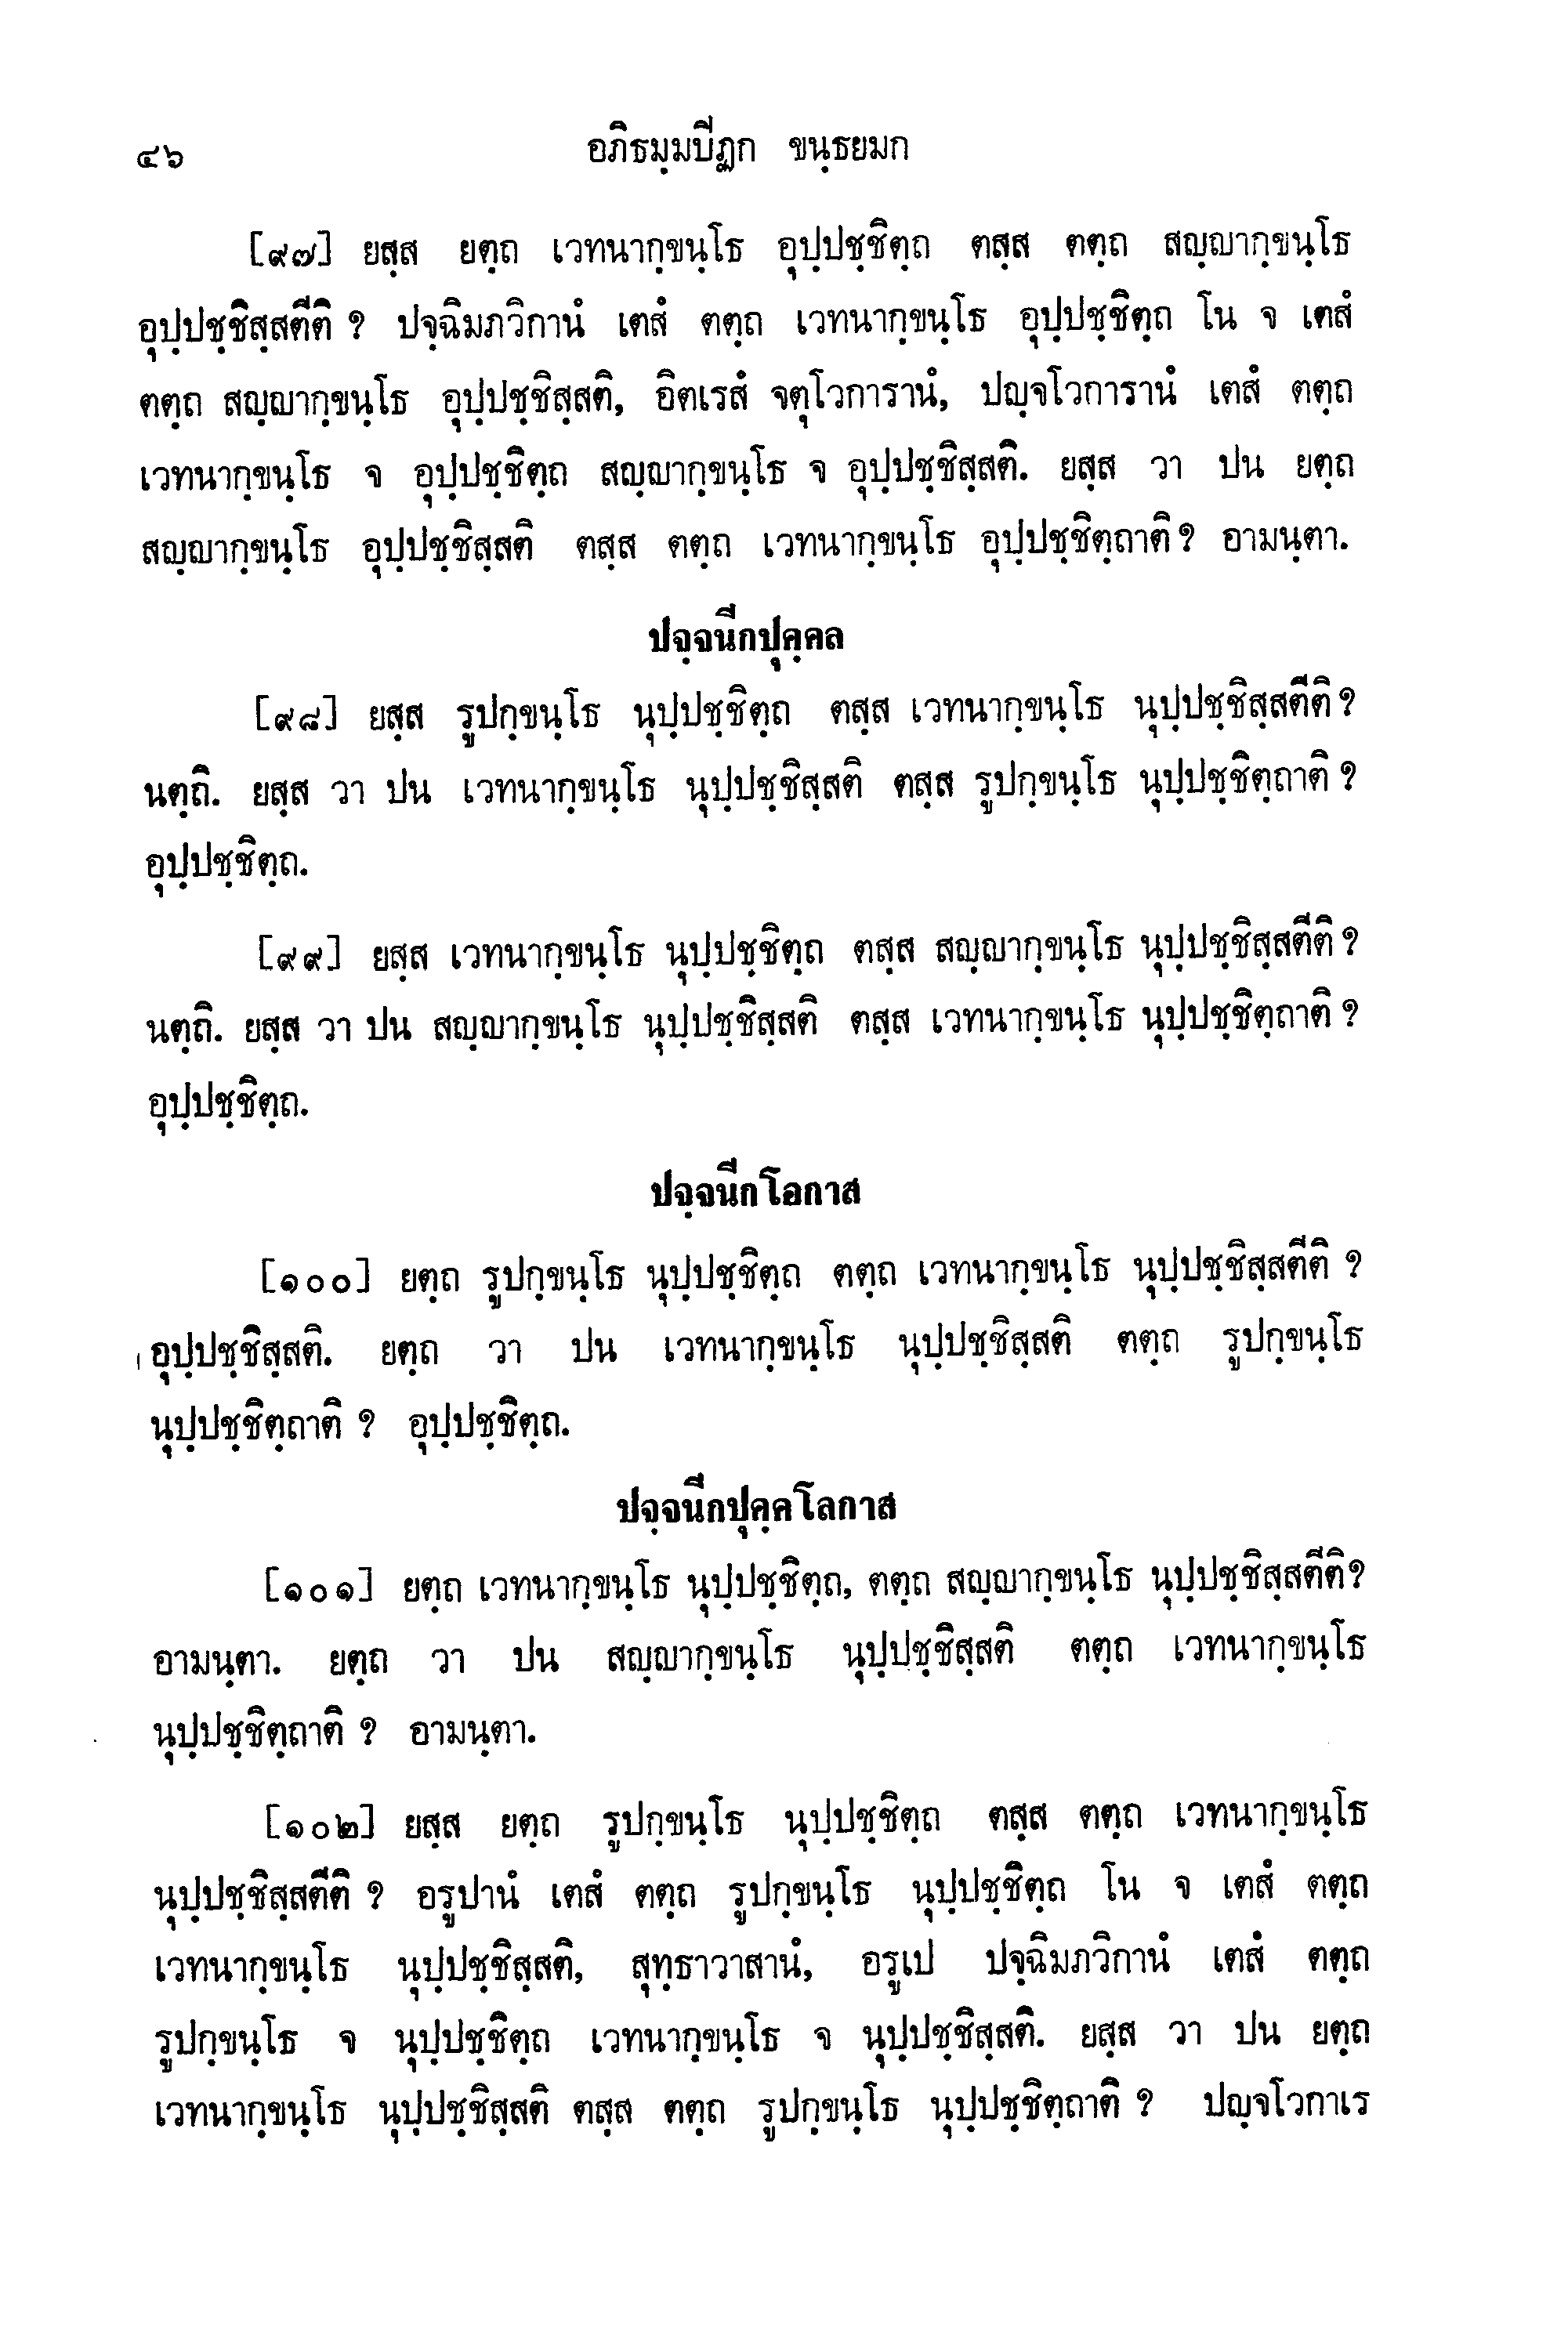 ๔๖ อภิธมฺมปิฏก ขนฺธยมก
[๙๗] ยสฺส ยตฺถ เวทนากฺขนฺโธ อุปฺปชฺชิตฺถ ตสฺส ตตฺถ สญฺญากฺขนฺโธ
อุปฺปชฺชิสฺสตีติ ? ปจฺฉิมภวิกานํ เตสํ ตตฺถ เวทนากฺขนฺโธ อุปฺปชฺชิตฺถ โน จ เตสํ
ตตฺถ สญฺญากฺขนฺโธ อุปฺปชฺชิสฺสติ, อิตเรสํ จตุโวการานํ, ปญฺจโวการานํ เตสํ ตตฺถ
เวทนากฺขนฺโธ จ อุปฺปชฺชิตฺถ สญฺญากฺขนฺโธ จ อุปฺปชฺชิสฺสติ. ยสฺส วา ปน ยตฺถ
สญฺญากฺขนฺโธ อุปฺปชฺชิสฺสติ ตสฺส ตตฺถ เวทนากฺขนฺโธ อุปฺปชฺชิตฺถาติ ? อามนฺตา.
ปจฺจนีกปุคฺคล
[๙๘] ยสฺส รูปกฺขนฺโธ นุปฺปชฺชิตฺถ ตสฺส เวทนากฺขนฺโธ นุปฺปชฺชิสฺสตีติ ?
นตฺถิ. ยสฺส วา ปน เวทนากฺขนฺโธ นุปฺปชฺชิสฺสติ ตสฺส รูปกฺขนฺโธ นุปฺปชฺชิตฺถาติ ?
อุปฺปชฺชิตฺถ.
[๙๙] ยสฺส เวทนากฺขนฺโธ นุปฺปชฺชิตฺถ ตสฺส สญฺญากฺขนฺโธ นุปฺปชฺชิสฺสตีติ ?
นตฺถิ. ยสฺส วา ปน สญฺญากฺขนฺโธ นุปฺปชฺชิสฺสติ ตสฺส เวทนากฺขนฺโธ นุปฺปชฺชิตฺถาติ ?
อุปฺปชฺชิตฺถ.
ปจฺจนีกโอกาส
[๑๐๐] ยตฺถ รูปกฺขนฺโธ นุปฺปชฺชิตฺถ ตตฺถ เวทนากฺขนฺโธ นุปฺปชฺชิสฺสตีติ ?
อุปฺปชฺชิสฺสติ. ยตฺถ วา ปน เวทนากฺขนฺโธ นุปฺปชฺชิสฺสติ ตตฺถ รูปกฺขนฺโธ
นุปฺปชฺชิตฺถาติ ? อุปฺปชฺชิตฺถ.
ปจฺจนีกปุคฺคโลกาส
[๑๐๑] ยตฺถ เวทนากฺขนฺโธ นุปฺปชฺชิตฺถ, ตตฺถ สญฺญากฺขนฺโธ นุปฺปชฺชิสฺสตีติ ?
อามนฺตา. ยตฺถ วา ปน สญฺญากฺขนฺโธ นุปฺปชฺชิสฺสติ ตตฺถ เวทนากฺขนฺโธ
นุปฺปชฺชิตฺถาติ ? อามนฺตา.
[๑๐๒] ยสฺส ยตฺถ รูปกฺขนฺโธ นุปฺปชฺชิตฺถ ตสฺส ตตฺถ เวทนากฺขนฺโธ
นุปฺปชฺชิสฺสตีติ ? อรูปานํ เตสํ ตตฺถ รูปกฺขนฺโธ นุปฺปชฺชิตฺถ โน จ เตสํ ตตฺถ
เวทนากฺขนฺโธ นุปฺปชฺชิสฺสติ, สุทฺธาวาสานํ, อรูเป ปจฺฉิมภวิกานํ เตสํ ตตฺถ
รูปกฺขนฺโธ จ นุปฺปชฺชิตฺถ เวทนากฺขนฺโธ จ นุปฺปชฺชิสฺสติ. ยสฺส วา ปน ยตฺถ
เวทนากฺขนฺโธ นุปฺปชฺชิสฺสติ ตสฺส ตตฺถ รูปกฺขนฺโธ นุปฺปชฺชิตฺถาติ ? ปญฺจโวกาเร